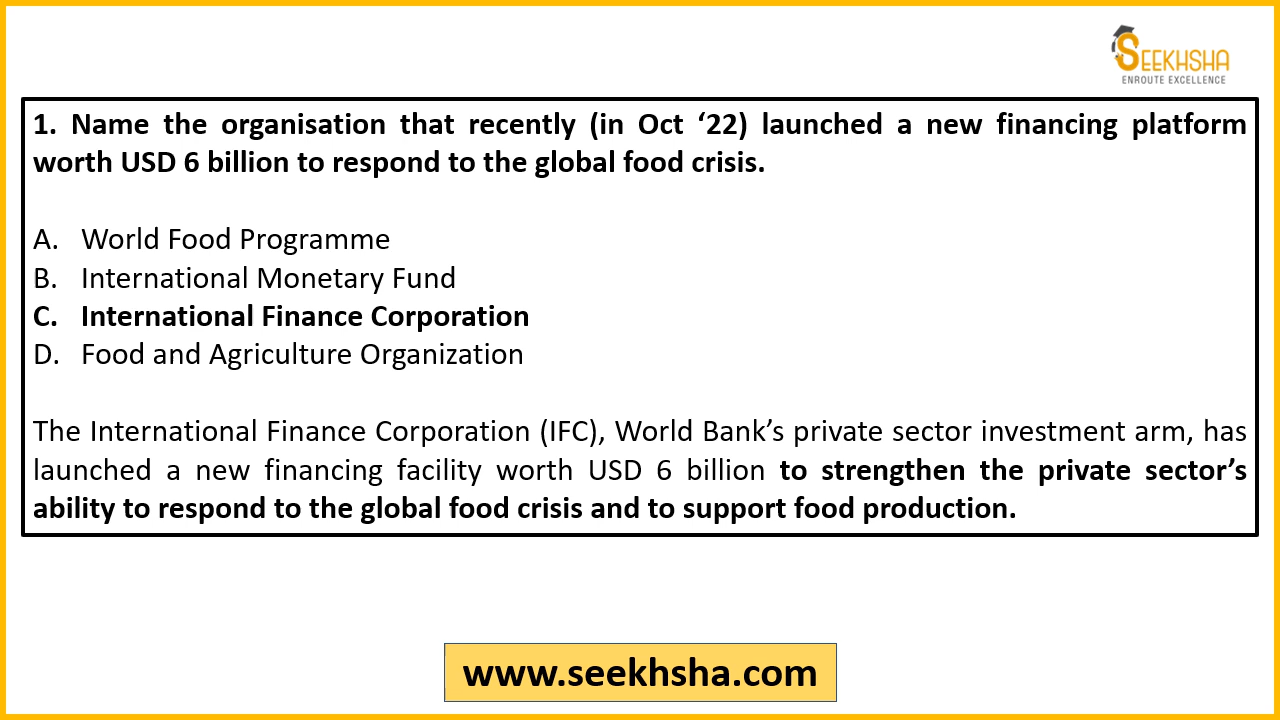 SEEKHSHA
ENROUTE EXCELLENCE
1. Name the organisation that recently (in Oct ‘22) launched a new financing platform
worth USD 6 billion to respond to the global food crisis.
A. World Food Programme
B. International Monetary Fund
C. International Finance Corporation
D. Food and Agriculture Organization
The International Finance Corporation (IFC), World Bank’s private sector investment arm, has
launched a new financing facility worth USD 6 billion to strengthen the private sector’s
ability to respond to the global food crisis and to support food production.
www.seekhsha.com